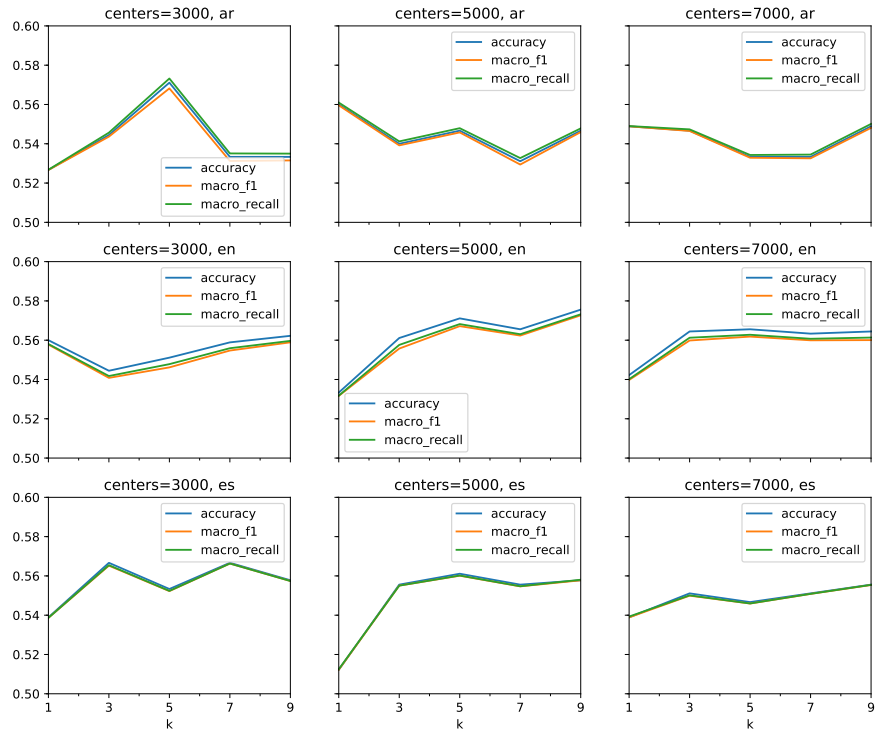 centers=3000, ar
centers=5000, ar
centers=7000, ar
0.60
0.58
0.56
0.54
0.52
0.50
accuracy
macro_f1
macro_recall
accuracy
macro_f1
macro_recall
accuracy
macro_f1
macro_recall
centers=3000, en
centers=5000, en
centers=7000, en
0.60
0.58
0.56
0.54
0.52
0.50
accuracy
macro_f1
macro_recall
accuracy
macro_f1
macro_recall
accuracy
macro_f1
macro_recall
centers=3000, es
centers=5000, es
centers=7000, es
0.60
0.58
0.56
0.54
0.52
0.50
accuracy
macro_f1
macro_recall
accuracy
macro_f1
macro_recall
accuracy
macro_f1
macro_recall
1 3 5 7 9
k
1 3 5 7 9
k
1 3 5 7 9
k